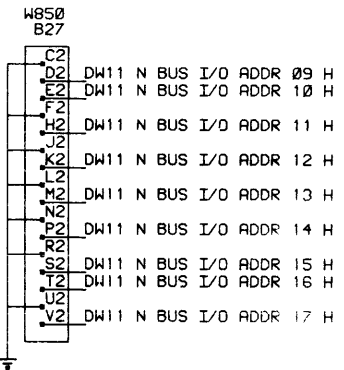 W850
B27
C2
D2 DW11 N BUS I/O ADDR 09 H
E2 DW11 N BUS I/O ADDR 10 H
F2
H2 DW11 N BUS I/O ADDR 11 H
J2
K2 DW11 N BUS I/O ADDR 12 H
L2
M2 DW11 N BUS I/O ADDR 13 H
N2
P2 DW11 N BUS I/O ADDR 14 H
R2
S2 DW11 N BUS I/O ADDR 15 H
T2 DW11 N BUS I/O ADDR 16 H
U2
V2 DW11 N BUS I/O ADDR 17 H